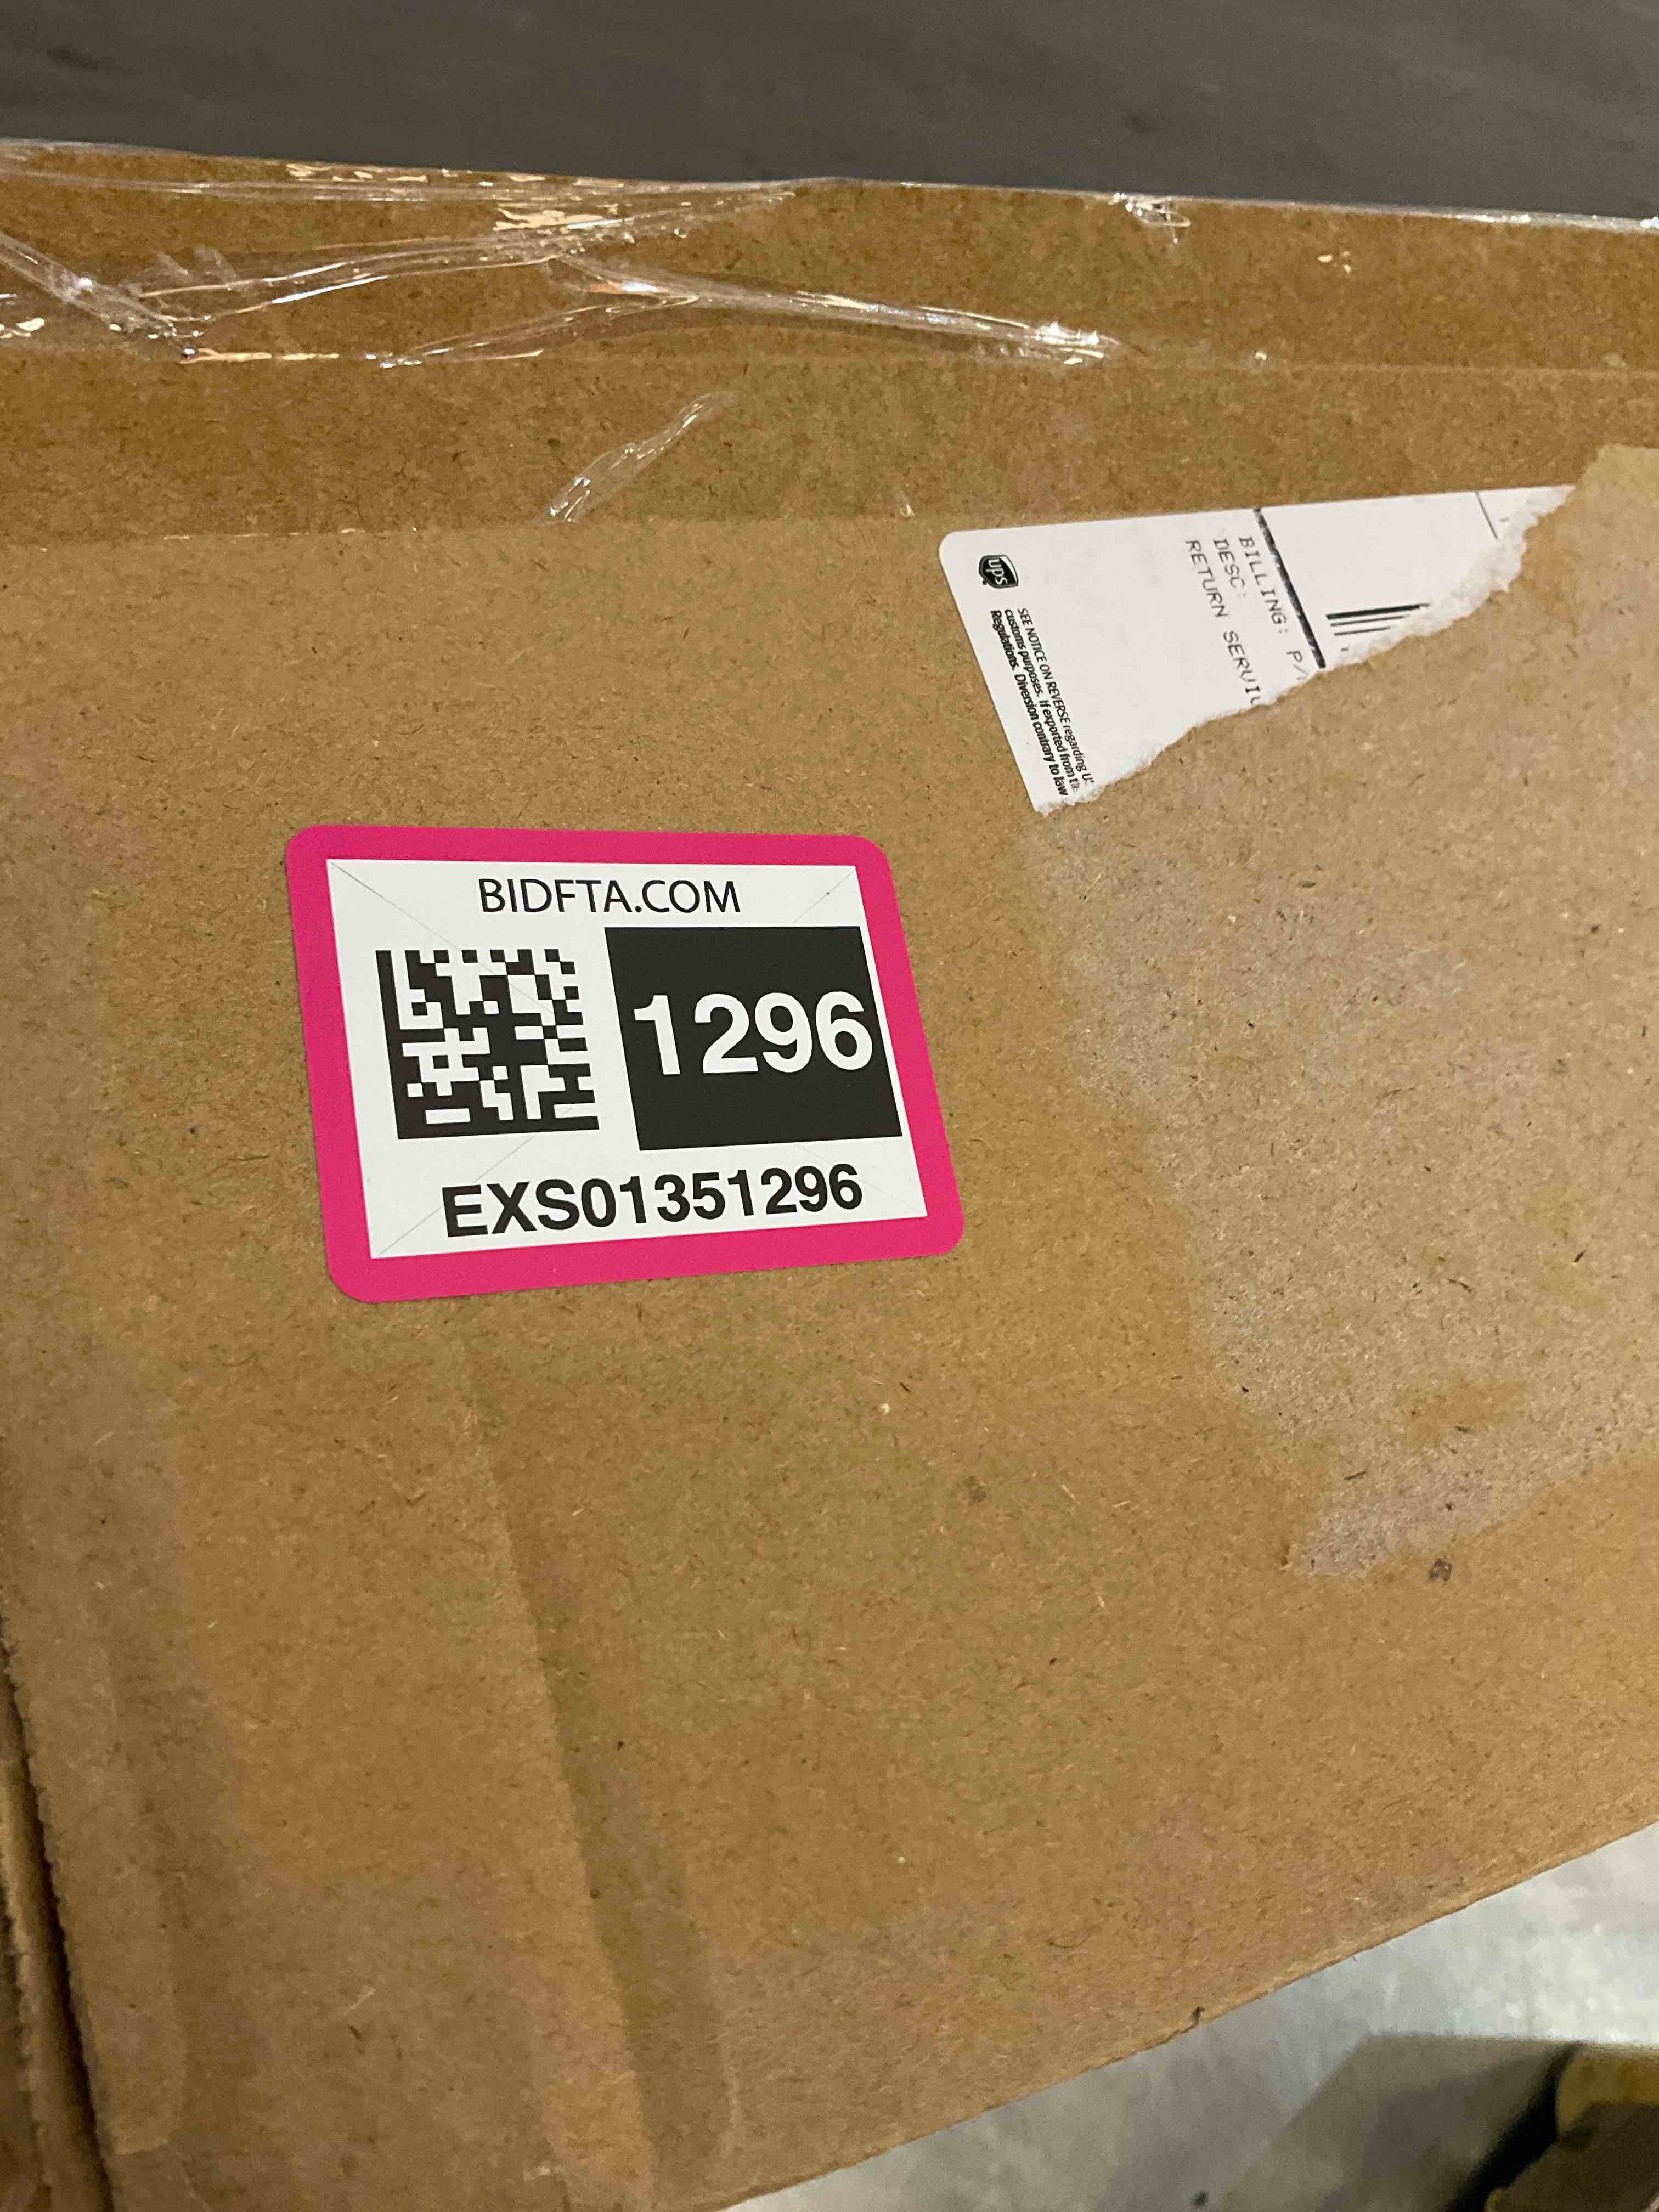 ups
BILLING: P/
DESC:
RETURN
SEE NOTICE ON REVERSE regarding
customs purposes. If exported from
Regulations. Diversion contrary to law
BIDFTA.COM
1296
EXS01351296